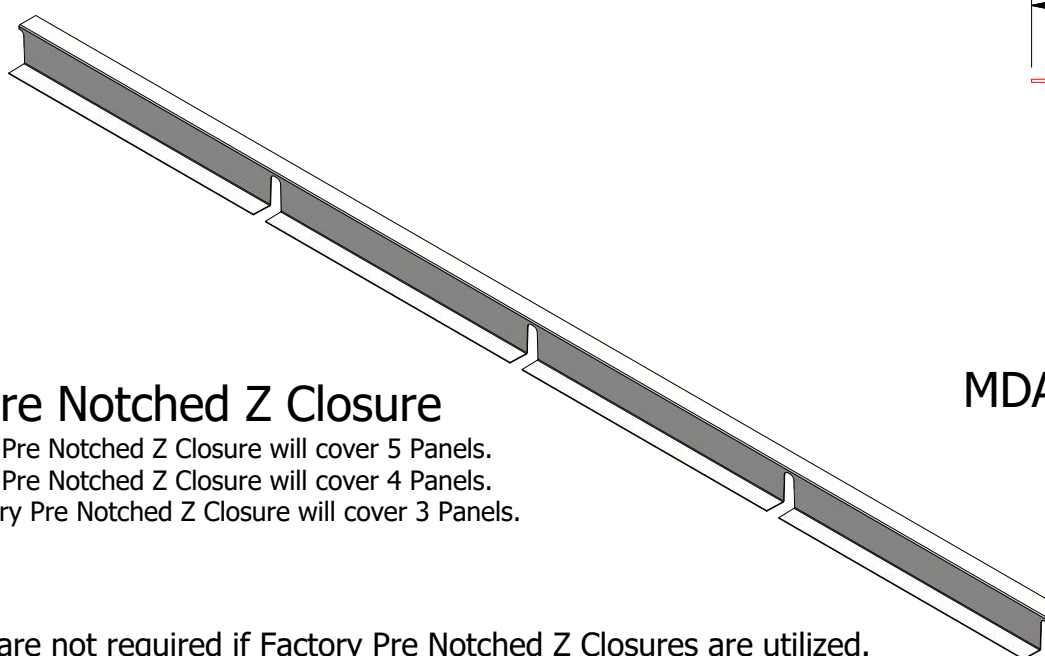 re Notched Z Closure
Pre Notched Z Closure will cover 5 Panels.
Pre Notched Z Closure will cover 4 Panels.
ry Pre Notched Z Closure will cover 3 Panels.
MDA
are not required if Factory Pre Notched Z Closures are utilized.